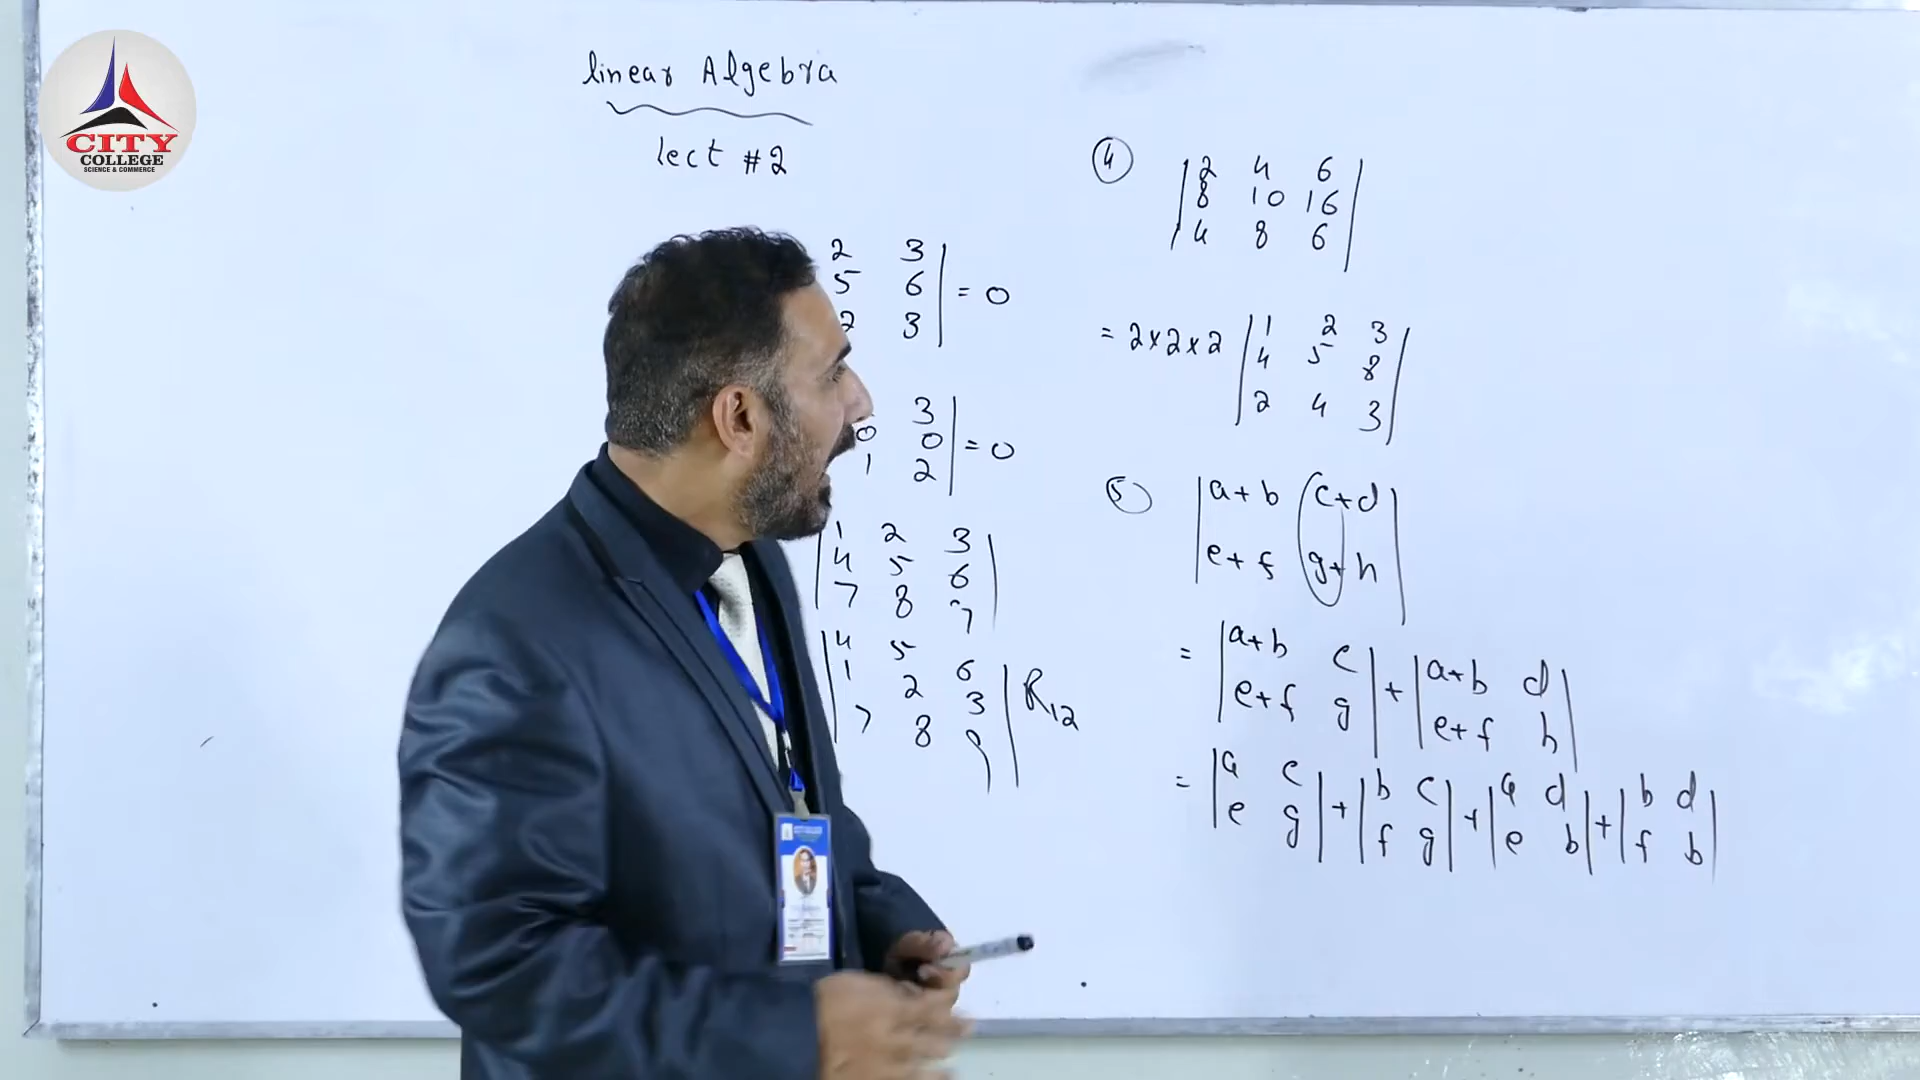 CITY
COLLEGE
SCIENCE & COMMERCE
linear Algebra
lect #2
2 3
5 6 = 0
2 3
3
0 0 = 0
1 2
1 2 3
4 5 6
7 8 7
4 5 6
1 2 3 R12
7 8 9
4
2 4 6
8 10 16
4 8 6
= 2×2×2
1 2 3
4 5 8
2 4 3
5
a+b c+d
e+f g+h
= |a+b c| + |a+b d|
|e+f g| |e+f h|
= |a c| + |b c| + |a d| + |b d|
|e g| |f g| |e h| |f h|